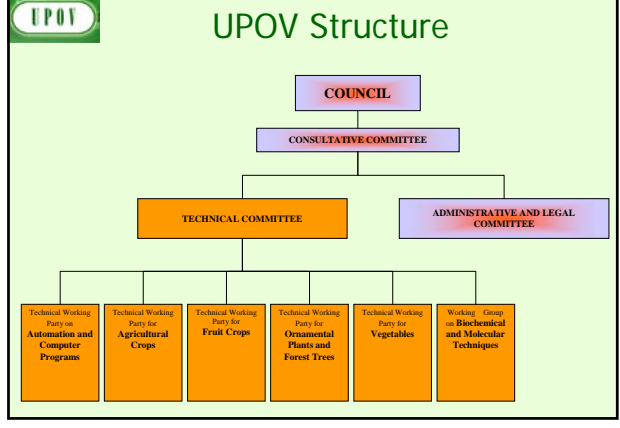 UPOV
UPOV Structure
COUNCIL
CONSULTATIVE COMMITTEE
TECHNICAL COMMITTEE
ADMINISTRATIVE AND LEGAL
COMMITTEE
Technical Working
Party on
Automation and
Computer
Programs
Technical Working
Party for
Agricultural
Crops
Technical Working
Party for
Fruit Crops
Technical Working
Party for
Ornamental
Plants and
Forest Trees
Technical Working
Party for
Vegetables
Working Group
on Biochemical
and Molecular
Techniques